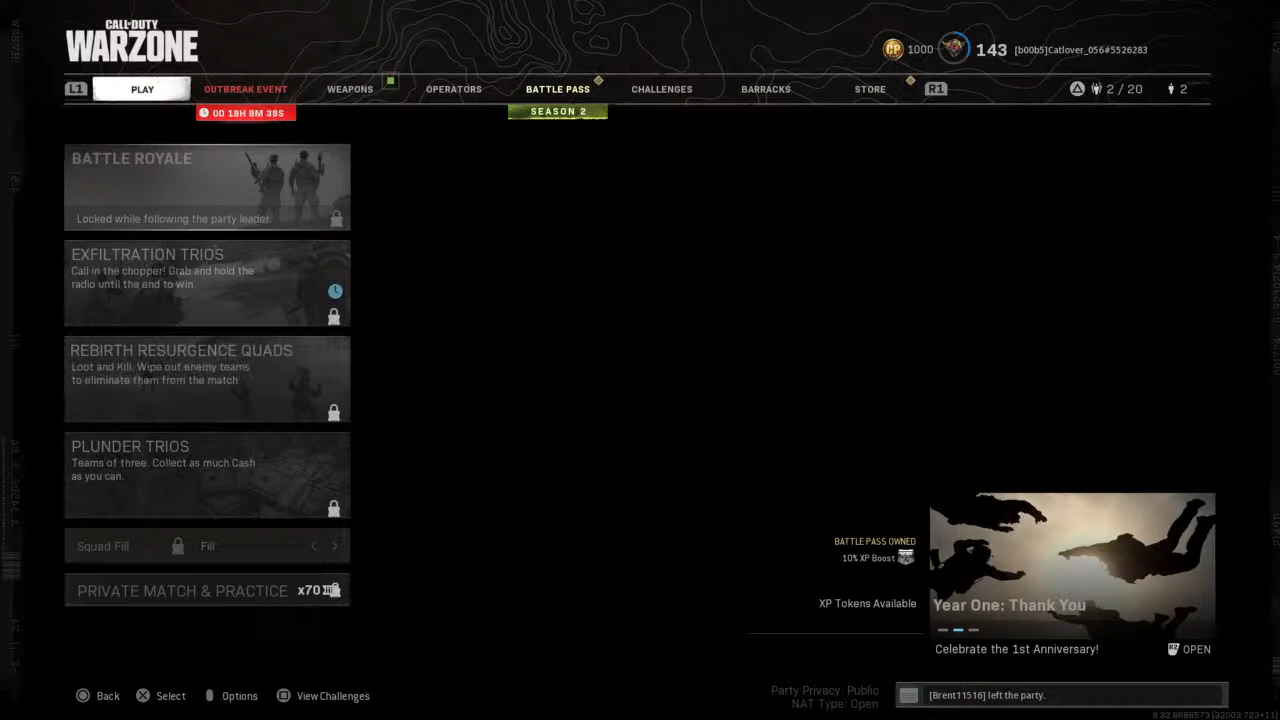 CALL OF DUTY
WARZONE
CP 1000 143 [b00b5]Catlover_056#5526283
L1 PLAY OUTBREAK EVENT WEAPONS OPERATORS BATTLE PASS CHALLENGES BARRACKS STORE R1 2 / 20 2
0D 18H 8M 38S SEASON 2
BATTLE ROYALE
Locked while following the party leader.
EXFILTRATION TRIOS
Call in the chopper! Grab and hold the
radio until the end to win
REBIRTH RESURGENCE QUADS
Loot and Kill. Wipe out enemy teams
to eliminate them from the match
PLUNDER TRIOS
Teams of three. Collect as much Cash
as you can.
Squad Fill Fill
PRIVATE MATCH & PRACTICE x70
BATTLE PASS OWNED
10% XP Boost
XP Tokens Available
Year One: Thank You
Celebrate the 1st Anniversary! R2 OPEN
Back Select Options View Challenges
Party Privacy: Public
NAT Type: Open
[Brent11516] left the party.